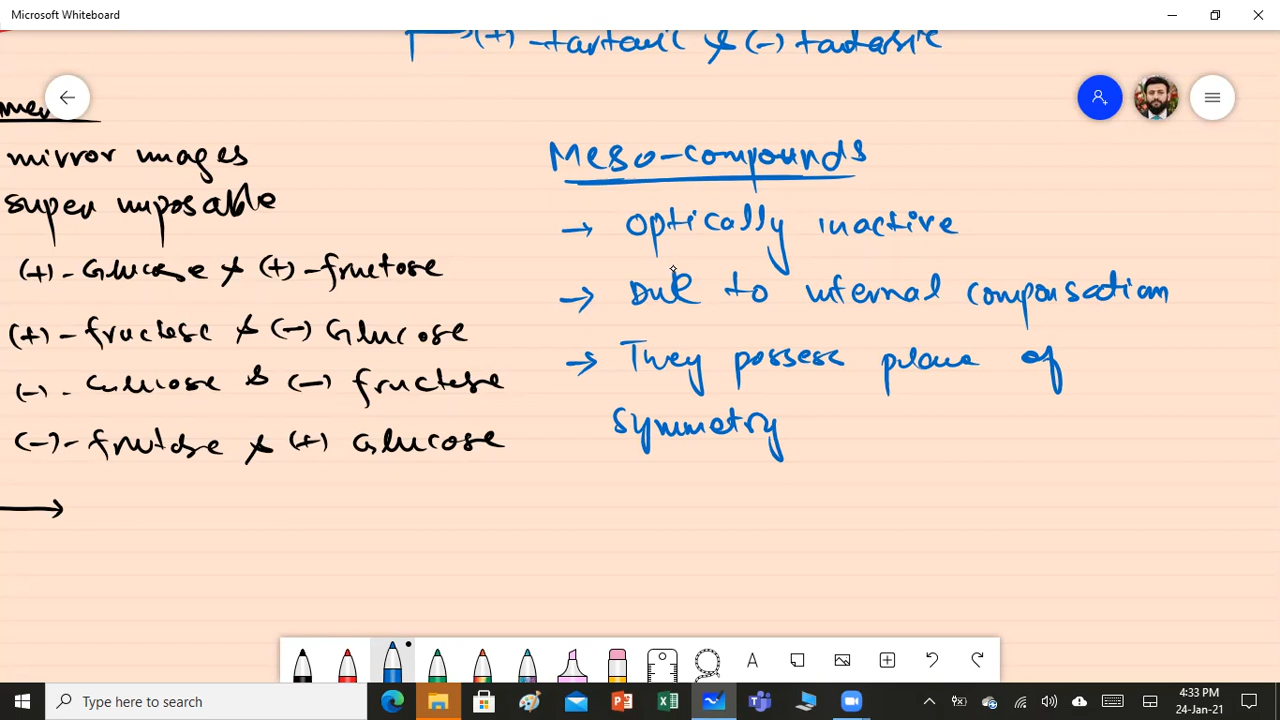 Microsoft Whiteboard
(+) -tartaric & (-) tartaric
mer
mirror images
super imposable
(+)- Glucose & (+)-fructose
(+)- fructose & (-) Glucose
(-)- Glucose & (-) fructose
(-)- fructose & (+) Glucose
Meso-compounds
→ Optically inactive
→ Due to internal compensation
→ They possess plane of
symmetry
A
Type here to search
4:33 PM
24-Jan-21